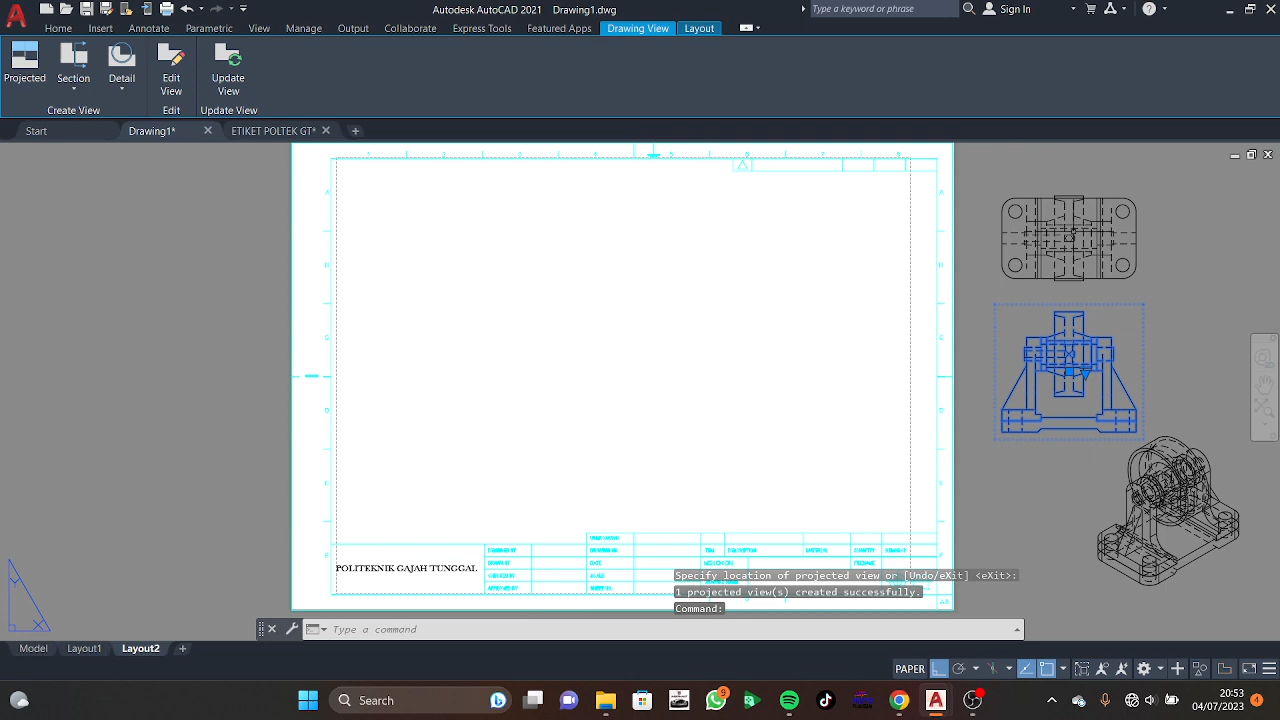 Autodesk AutoCAD 2021 Drawing1.dwg
Type a keyword or phrase
Sign In
Home Insert Annotate Parametric View Manage Output Collaborate Express Tools Featured Apps Drawing View Layout
Projected Section Detail Edit View Update View
Create View Edit Update View
Start Drawing1* ETIKET POLTEK GT*
POLITEKNIK GAJAH TUNGGAL
Specify location of projected view or [Undo/eXit] <eXit>:
1 projected view(s) created successfully.
Command:
Type a command
Model Layout1 Layout2
PAPER
Search
9
20:53
04/07/2023
4